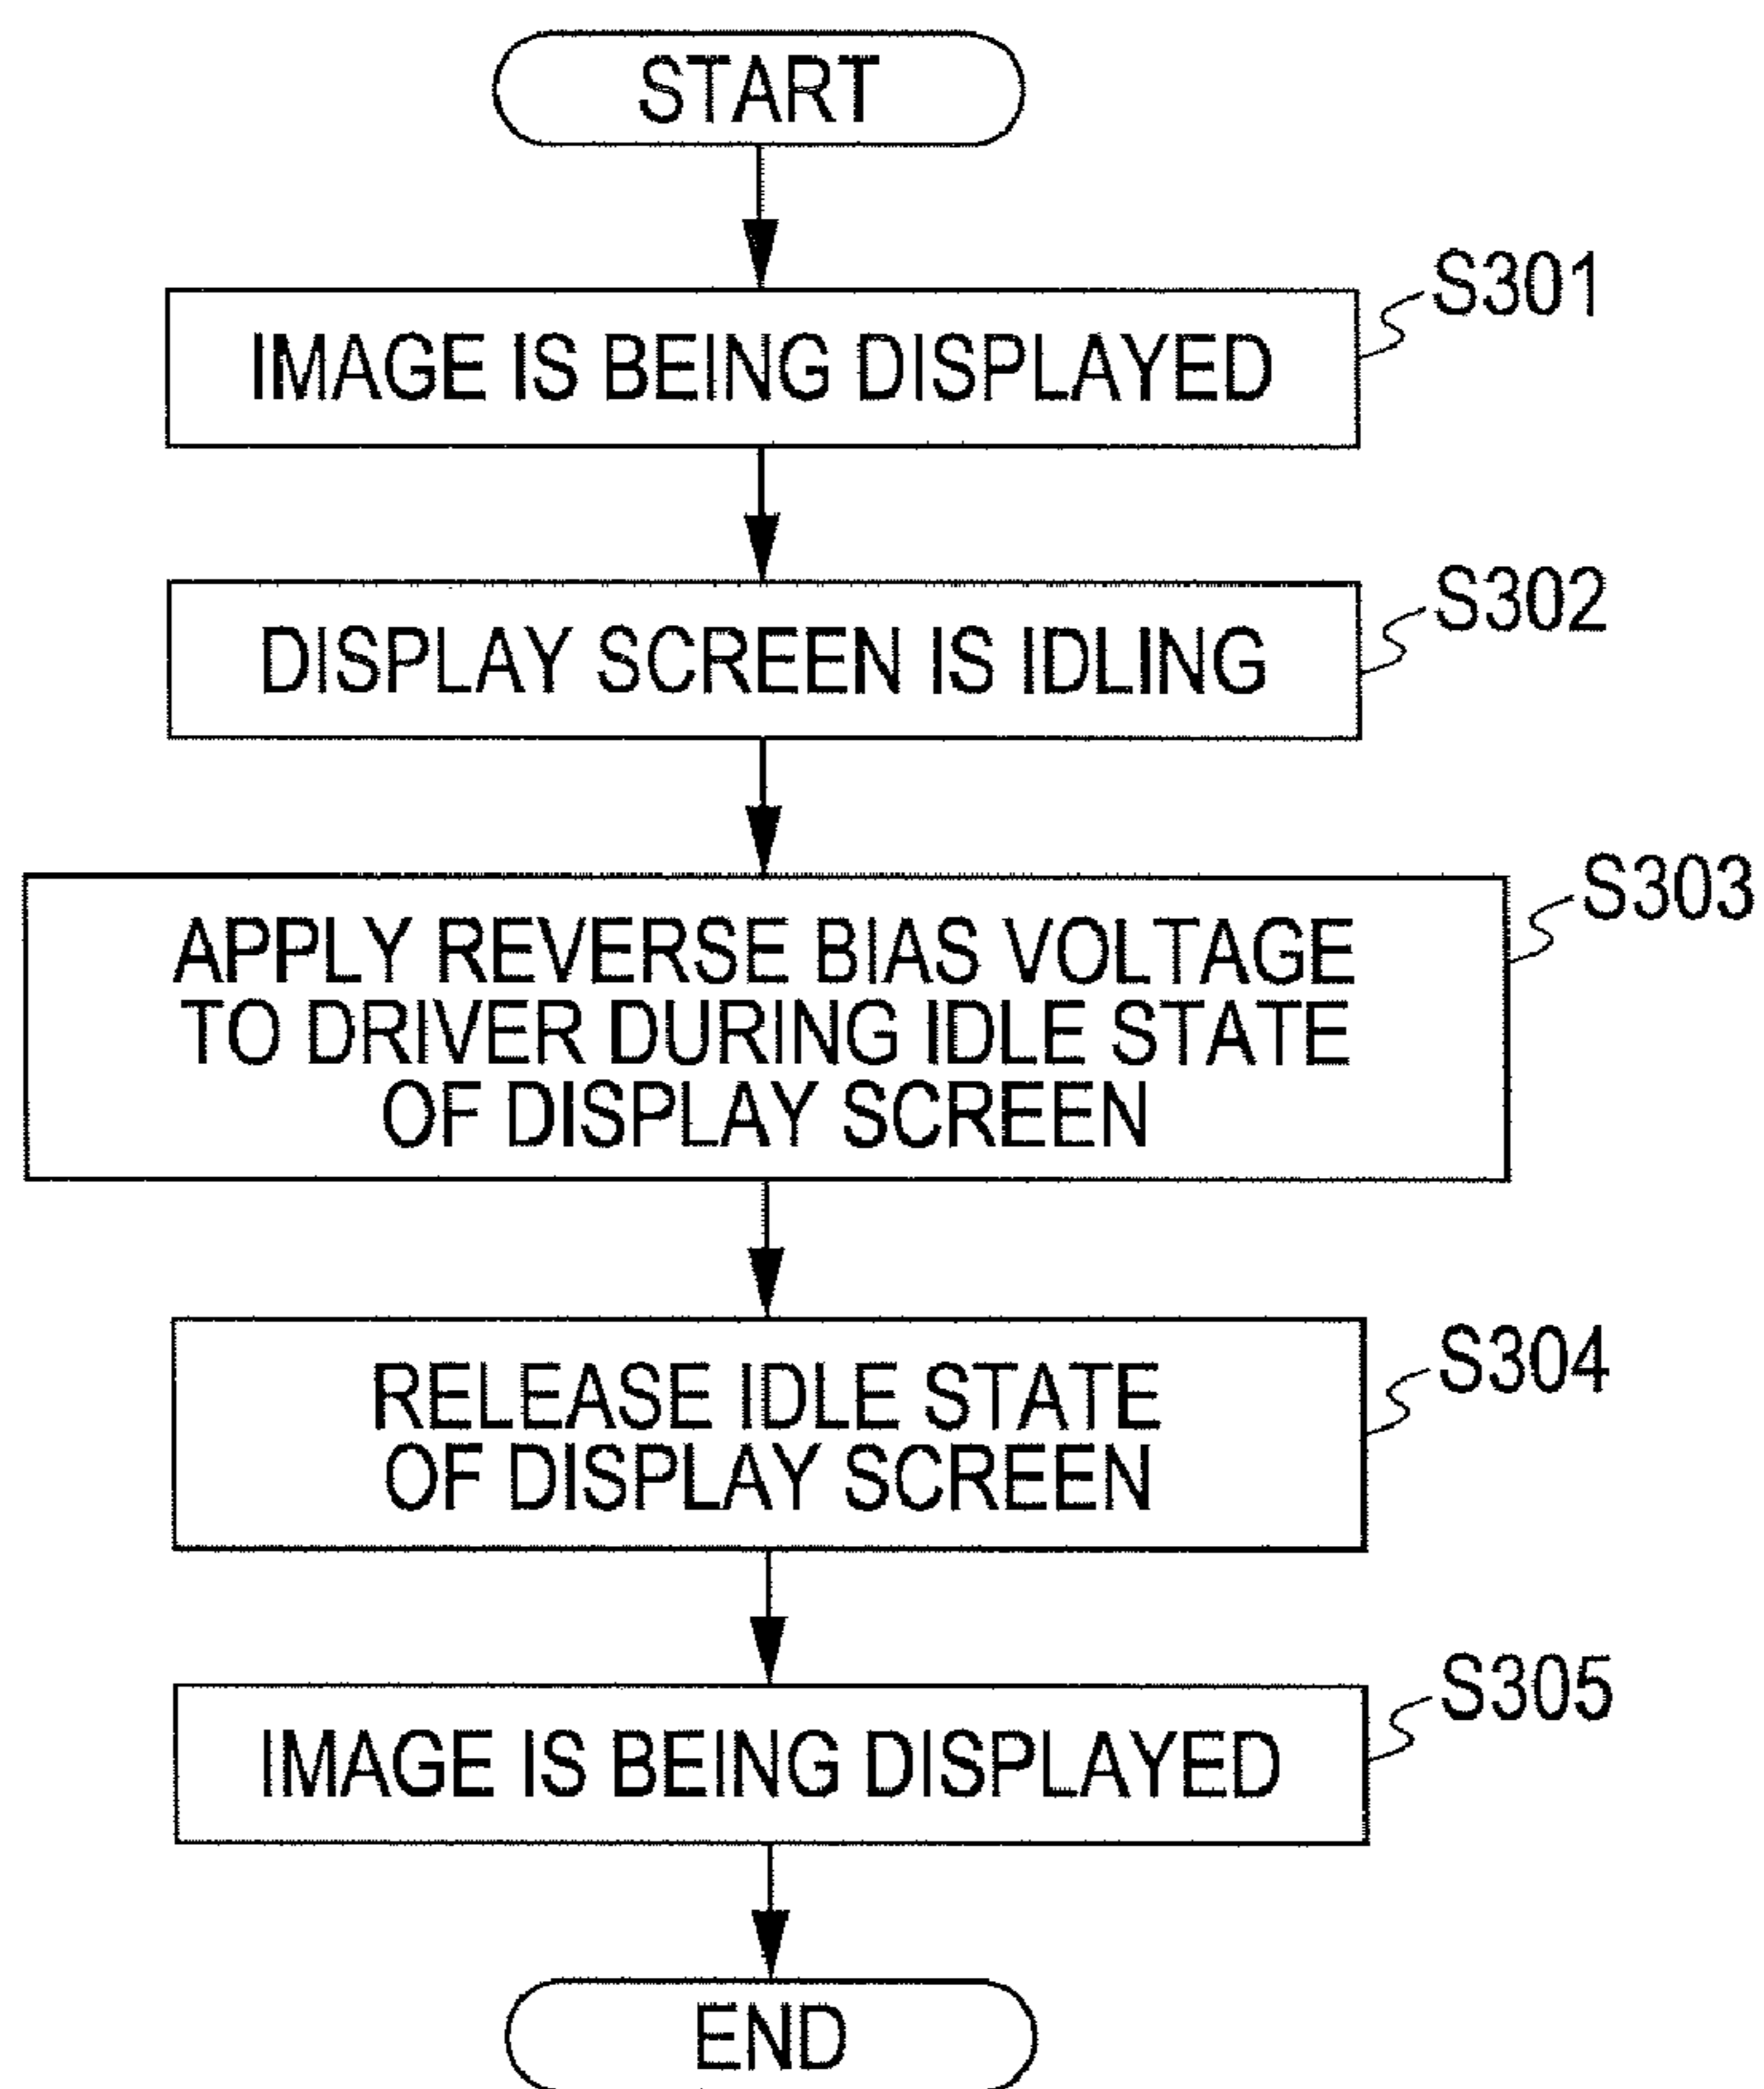 START
S301
IMAGE IS BEING DISPLAYED
S302
DISPLAY SCREEN IS IDLING
S303
APPLY REVERSE BIAS VOLTAGE
TO DRIVER DURING IDLE STATE
OF DISPLAY SCREEN
S304
RELEASE IDLE STATE
OF DISPLAY SCREEN
S305
IMAGE IS BEING DISPLAYED
END